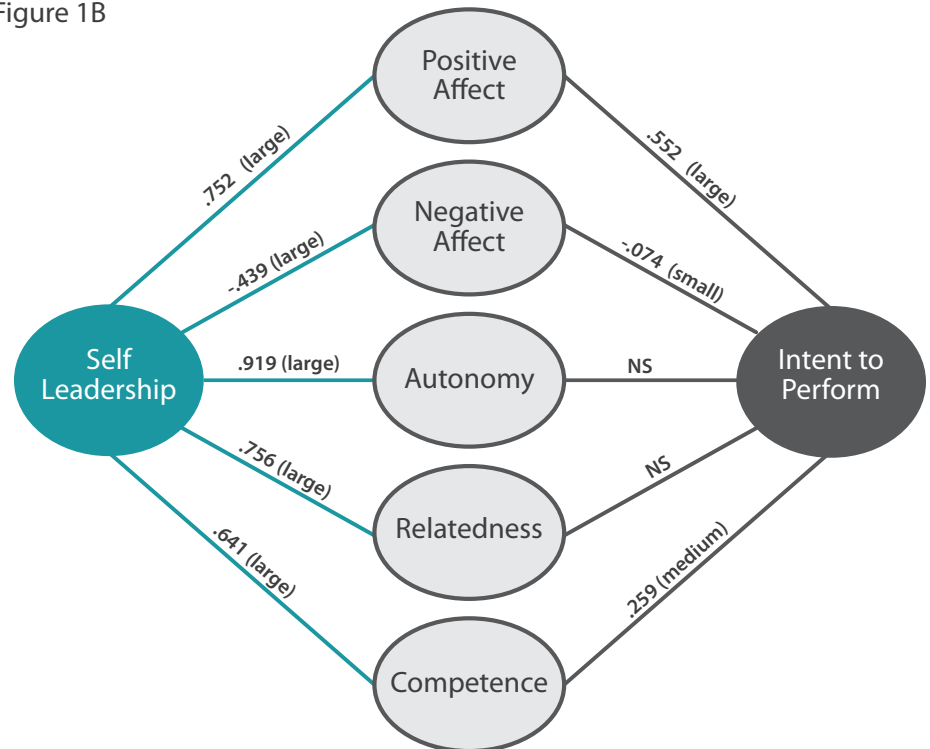 Figure 1B
Positive
Affect
.752 (large)
.552 (large)
Negative
Affect
-.439 (large)
-.074 (small)
Self
Leadership
.919 (large)
Autonomy
NS
Intent to
Perform
.756 (large)
NS
Relatedness
.641 (large)
.259 (medium)
Competence